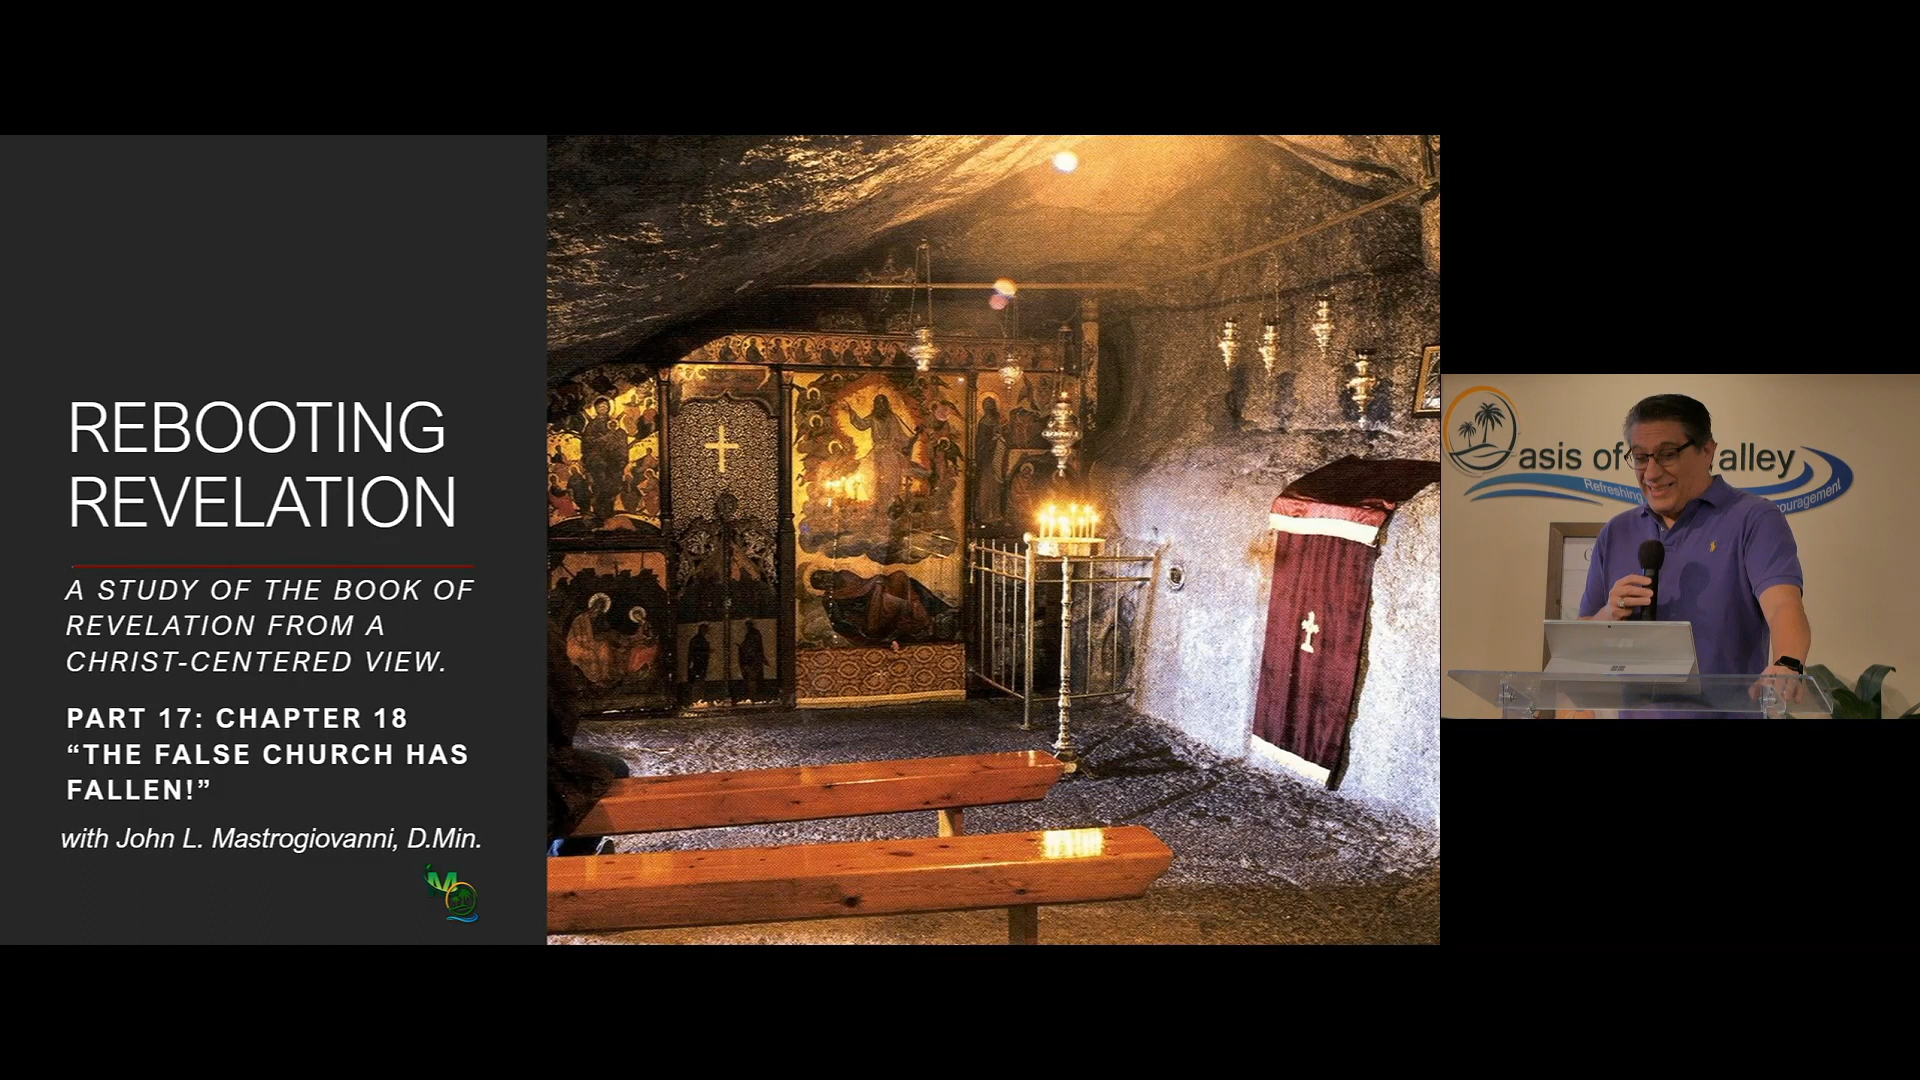 REBOOTING
REVELATION
A STUDY OF THE BOOK OF
REVELATION FROM A
CHRIST-CENTERED VIEW.
PART 17: CHAPTER 18
“THE FALSE CHURCH HAS
FALLEN!”
with John L. Mastrogiovanni, D.Min.
M
asis of alley
Refreshing ouragement